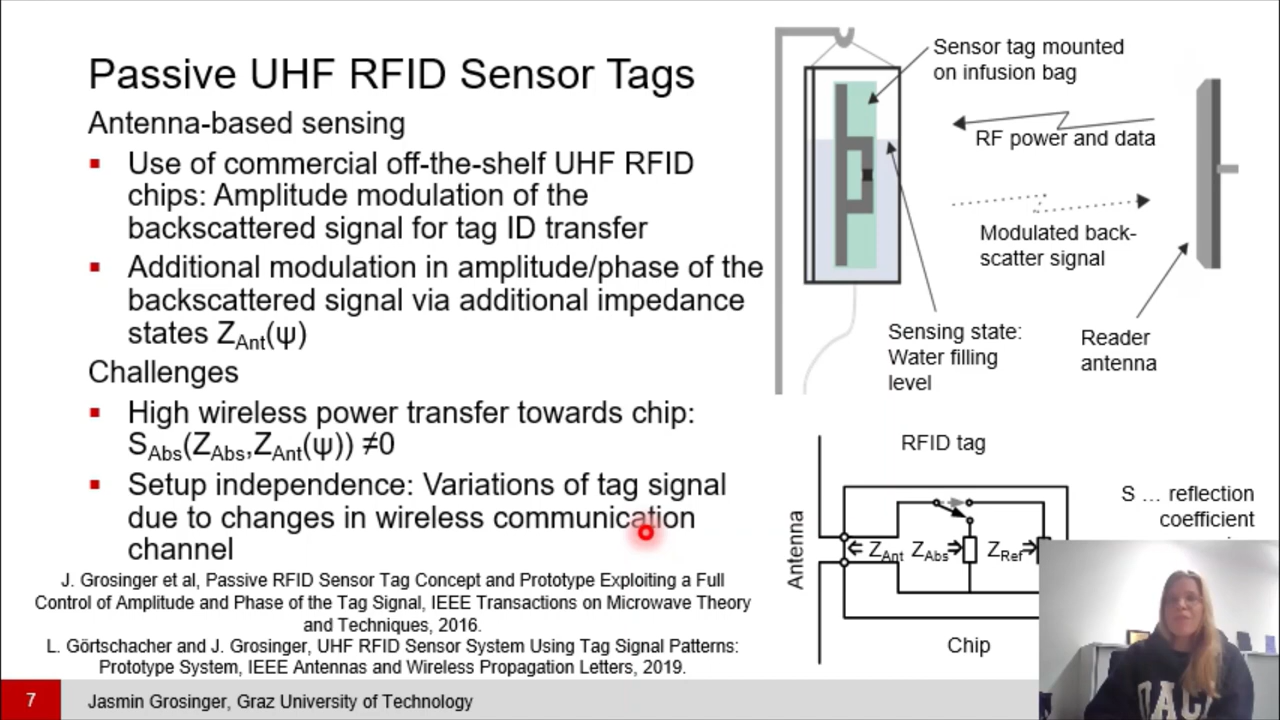 Passive UHF RFID Sensor Tags
Antenna-based sensing
Use of commercial off-the-shelf UHF RFID
chips: Amplitude modulation of the
backscattered signal for tag ID transfer
Additional modulation in amplitude/phase of the
backscattered signal via additional impedance
states Z_Ant(ψ)
Challenges
High wireless power transfer towards chip:
S_Abs(Z_Abs,Z_Ant(ψ)) ≠0
Setup independence: Variations of tag signal
due to changes in wireless communication
channel
J. Grosinger et al, Passive RFID Sensor Tag Concept and Prototype Exploiting a Full
Control of Amplitude and Phase of the Tag Signal, IEEE Transactions on Microwave Theory
and Techniques, 2016.
L. Görtschacher and J. Grosinger, UHF RFID Sensor System Using Tag Signal Patterns:
Prototype System, IEEE Antennas and Wireless Propagation Letters, 2019.
Sensor tag mounted
on infusion bag
RF power and data
Modulated back-
scatter signal
Sensing state:
Water filling
level
Reader
antenna
RFID tag
S … reflection
coefficient
Antenna
Z_Ant Z_Abs Z_Ref
Chip
7
Jasmin Grosinger, Graz University of Technology